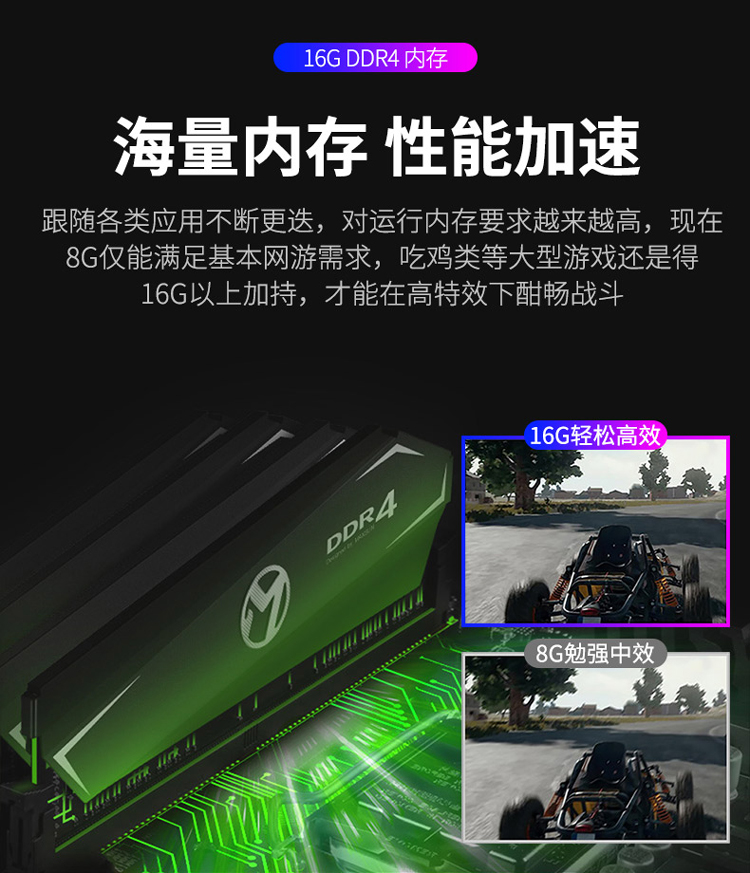 16G DDR4 内存
海量内存 性能加速
跟随各类应用不断更迭，对运行内存要求越来越高，现在
8G仅能满足基本网游需求，吃鸡类等大型游戏还是得
16G以上加持，才能在高特效下酣畅战斗
16G轻松高效
DDR4
Designed by MAXSUN
8G勉强中效